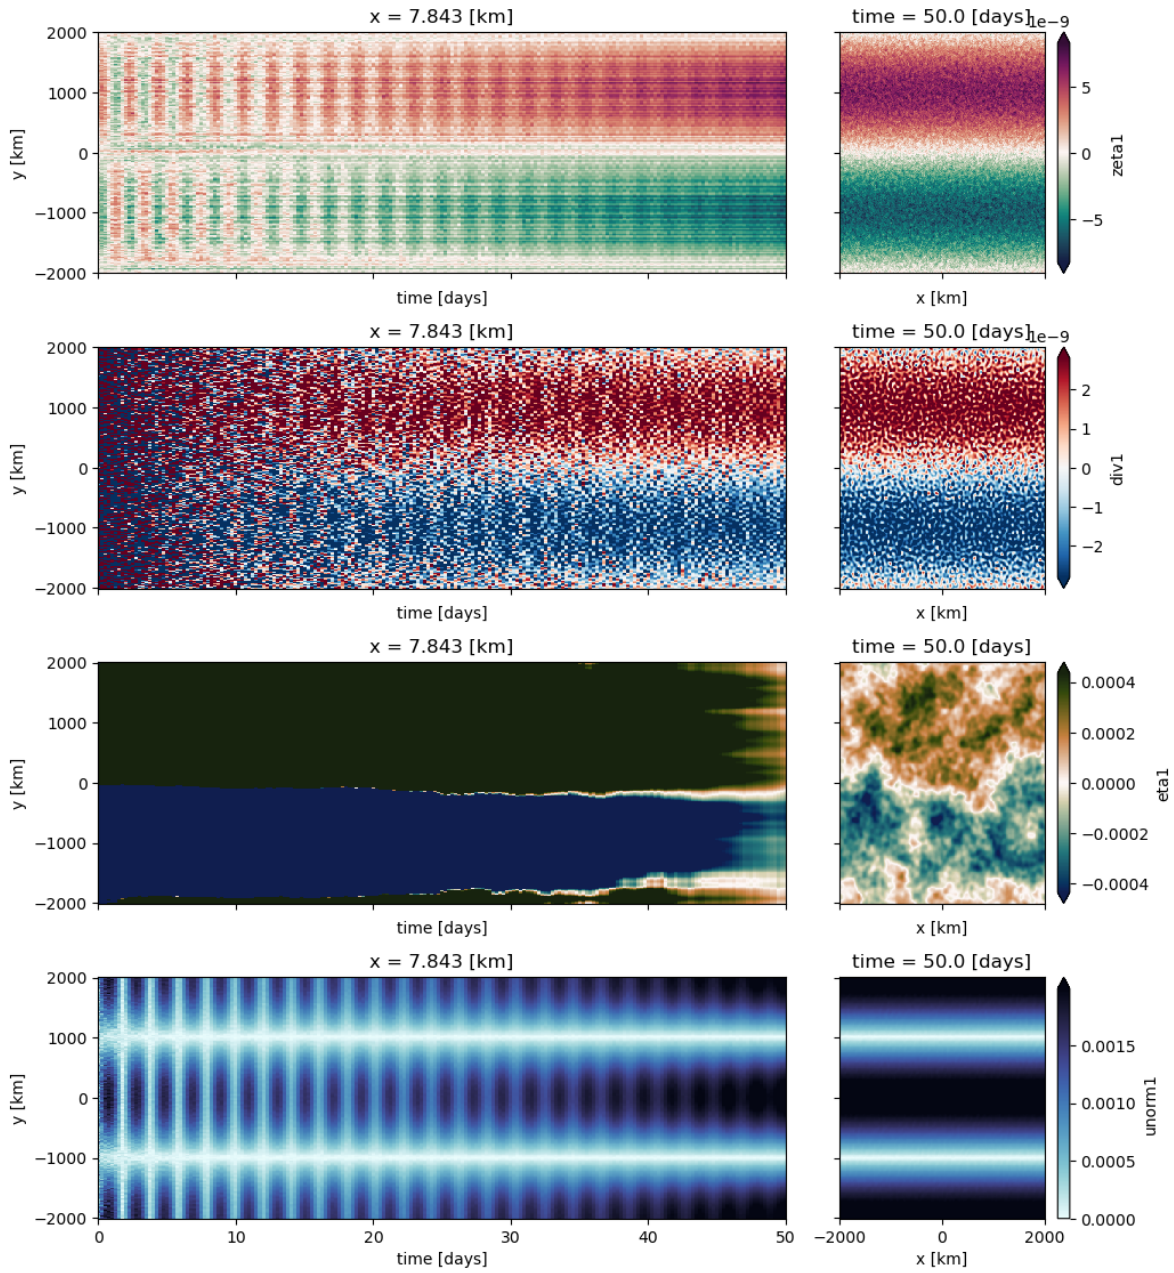 x = 7.843 [km]
time = 50.0 [days]
1e−9
2000
1000
0
−1000
−2000
y [km]
time [days]
x [km]
5
0
−5
zeta1
x = 7.843 [km]
time = 50.0 [days]
1e−9
2000
1000
0
−1000
−2000
y [km]
time [days]
x [km]
2
1
0
−1
−2
div1
x = 7.843 [km]
time = 50.0 [days]
2000
1000
0
−1000
−2000
y [km]
time [days]
x [km]
0.0004
0.0002
0.0000
−0.0002
−0.0004
eta1
x = 7.843 [km]
time = 50.0 [days]
2000
1000
0
−1000
−2000
y [km]
0 10 20 30 40 50
time [days]
−2000 0 2000
x [km]
0.0015
0.0010
0.0005
0.0000
unorm1